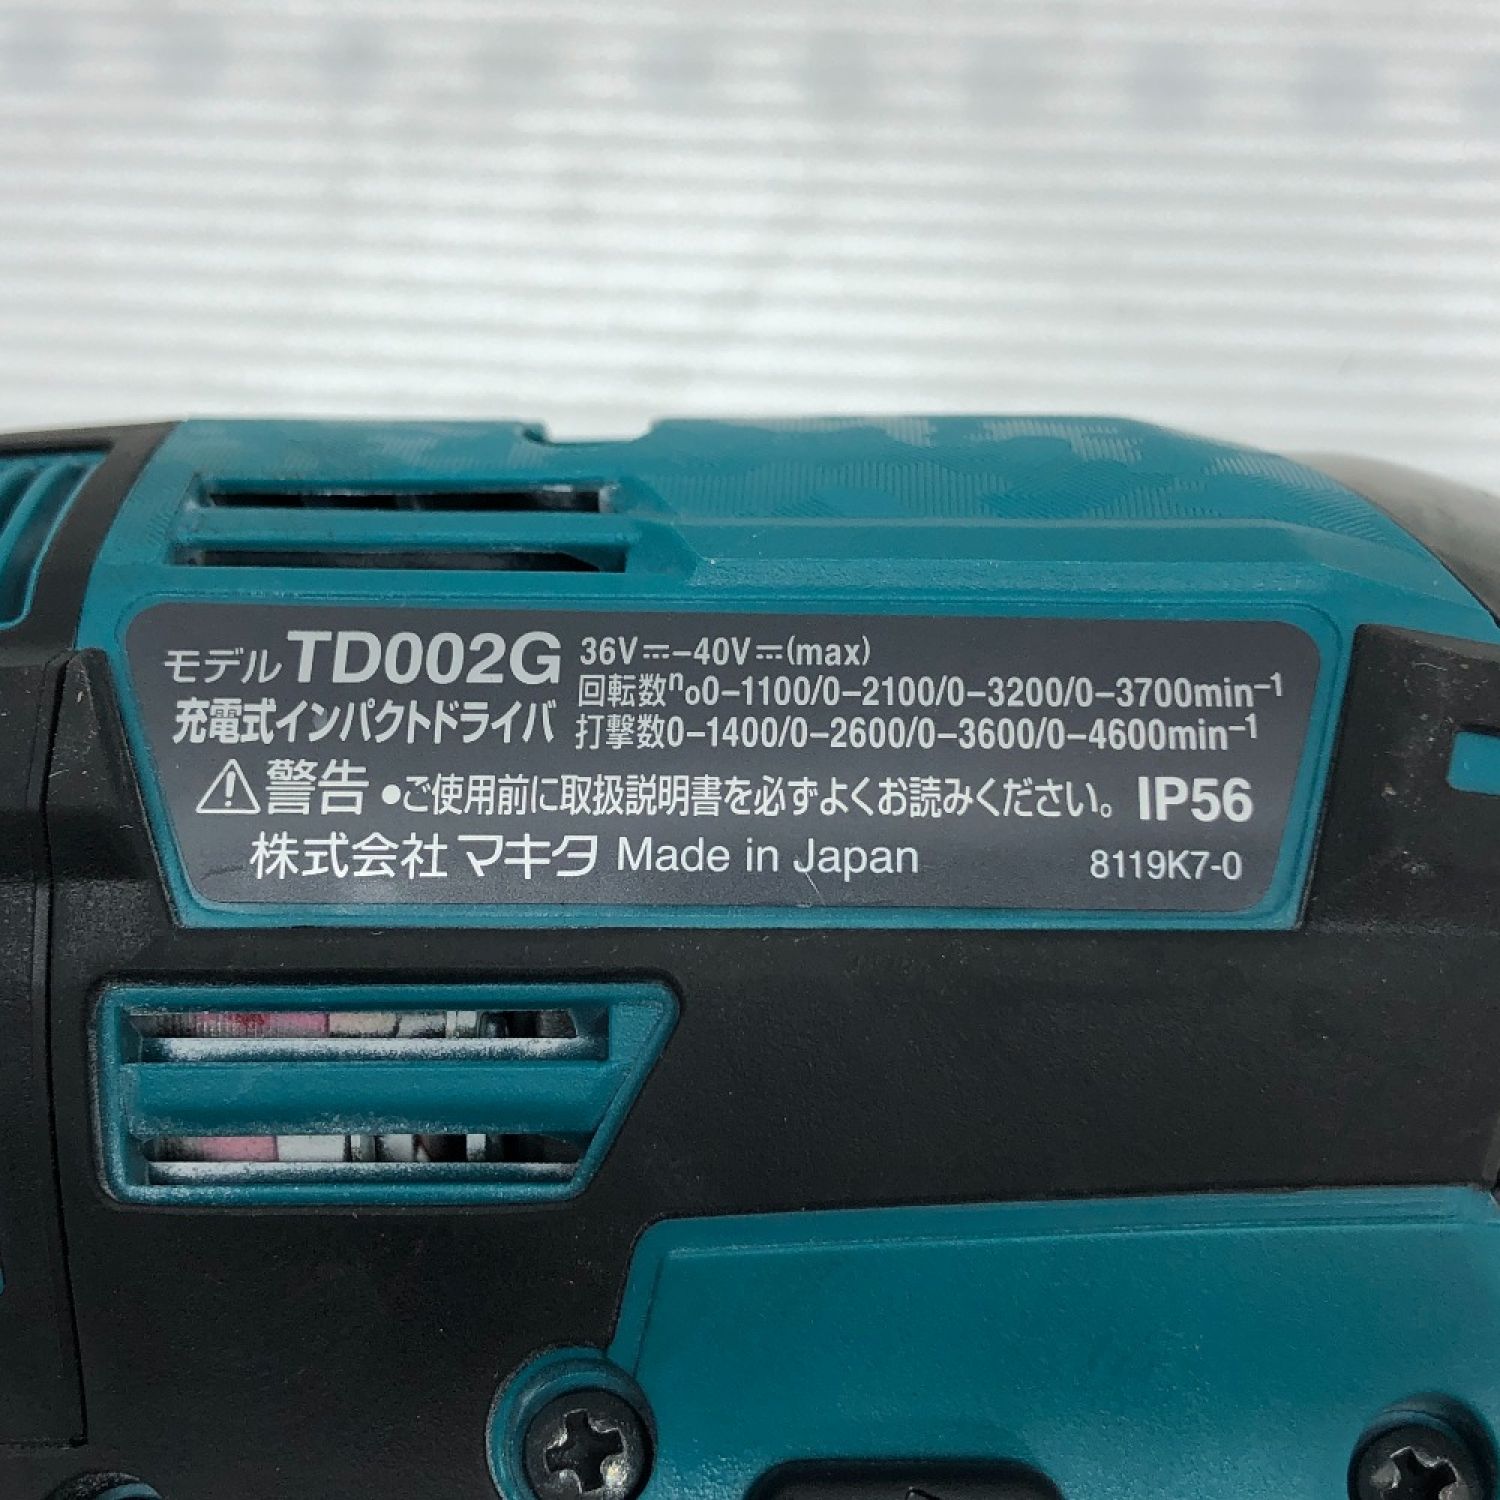 モデル TD002G 36V⎓–40V⎓(max)
回転数n₀0–1100/0–2100/0–3200/0–3700min⁻¹
充電式インパクトドライバ 打撃数0–1400/0–2600/0–3600/0–4600min⁻¹
⚠警告 •ご使用前に取扱説明書を必ずよくお読みください。 IP56
株式会社マキタ Made in Japan 8119K7-0